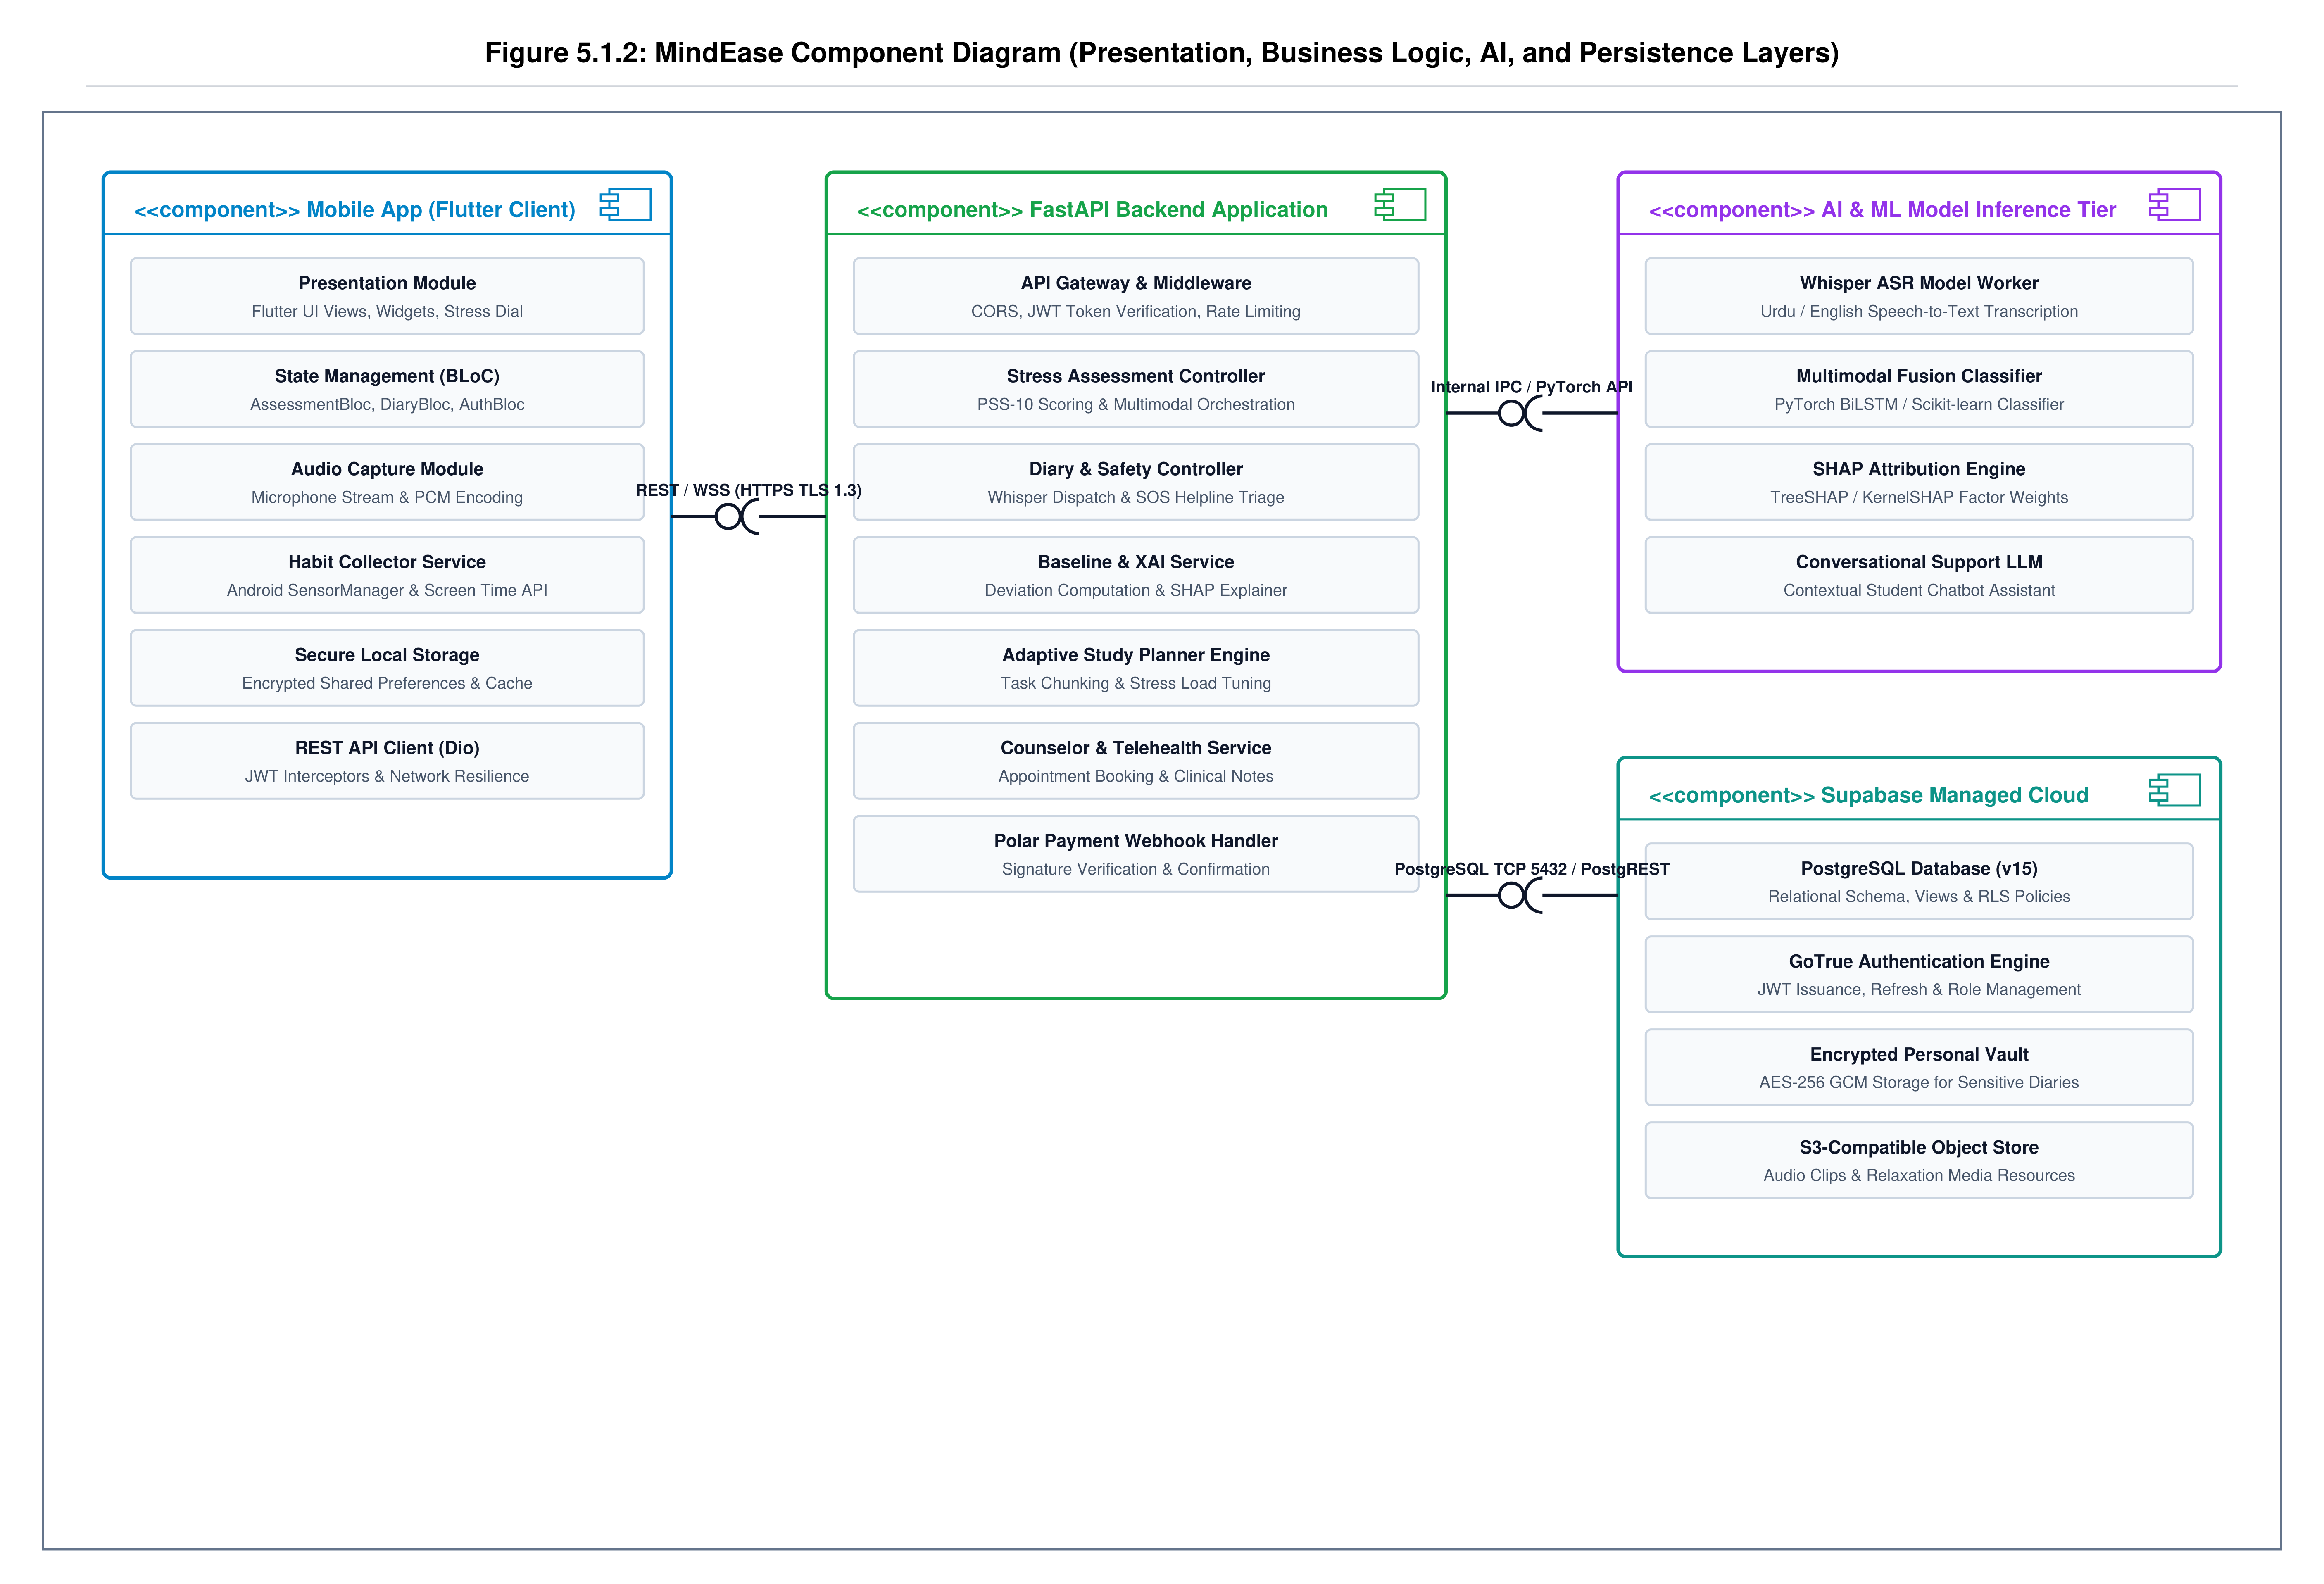 Figure 5.1.2: MindEase Component Diagram (Presentation, Business Logic, AI, and Persistence Layers)
<<component>> Mobile App (Flutter Client)
Presentation Module
Flutter UI Views, Widgets, Stress Dial
State Management (BLoC)
AssessmentBloc, DiaryBloc, AuthBloc
Audio Capture Module
Microphone Stream & PCM Encoding
Habit Collector Service
Android SensorManager & Screen Time API
Secure Local Storage
Encrypted Shared Preferences & Cache
REST API Client (Dio)
JWT Interceptors & Network Resilience
REST / WSS (HTTPS TLS 1.3)
<<component>> FastAPI Backend Application
API Gateway & Middleware
CORS, JWT Token Verification, Rate Limiting
Stress Assessment Controller
PSS-10 Scoring & Multimodal Orchestration
Diary & Safety Controller
Whisper Dispatch & SOS Helpline Triage
Baseline & XAI Service
Deviation Computation & SHAP Explainer
Adaptive Study Planner Engine
Task Chunking & Stress Load Tuning
Counselor & Telehealth Service
Appointment Booking & Clinical Notes
Polar Payment Webhook Handler
Signature Verification & Confirmation
Internal IPC / PyTorch API
PostgreSQL TCP 5432 / PostgREST
<<component>> AI & ML Model Inference Tier
Whisper ASR Model Worker
Urdu / English Speech-to-Text Transcription
Multimodal Fusion Classifier
PyTorch BiLSTM / Scikit-learn Classifier
SHAP Attribution Engine
TreeSHAP / KernelSHAP Factor Weights
Conversational Support LLM
Contextual Student Chatbot Assistant
<<component>> Supabase Managed Cloud
PostgreSQL Database (v15)
Relational Schema, Views & RLS Policies
GoTrue Authentication Engine
JWT Issuance, Refresh & Role Management
Encrypted Personal Vault
AES-256 GCM Storage for Sensitive Diaries
S3-Compatible Object Store
Audio Clips & Relaxation Media Resources